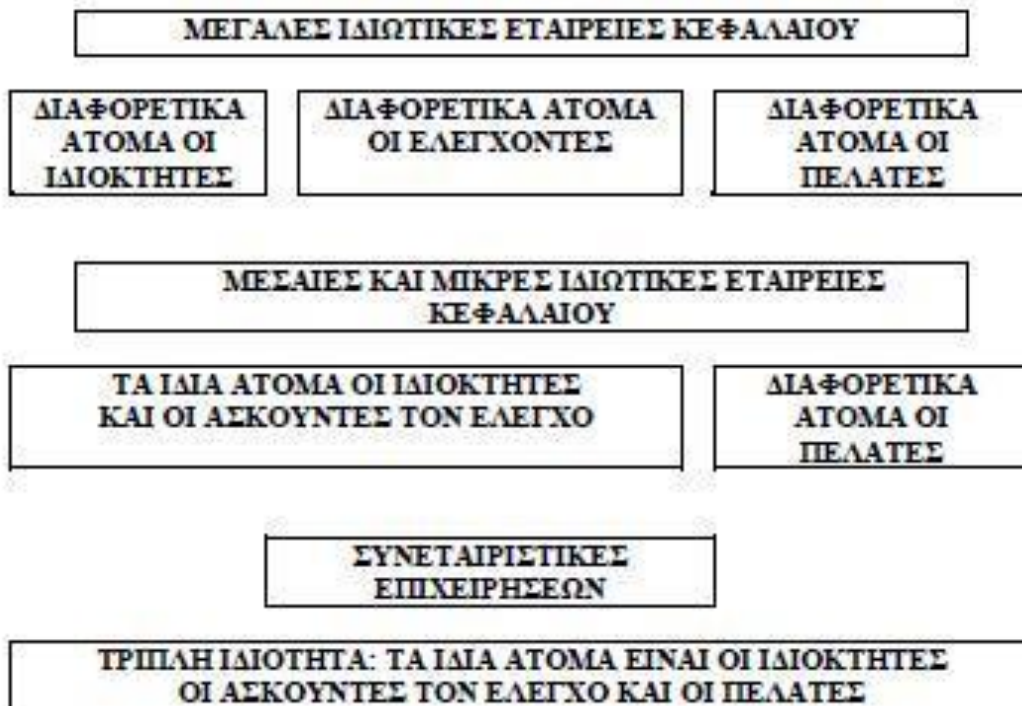 ΜΕΓΑΛΕΣ ΙΔΙΩΤΙΚΕΣ ΕΤΑΙΡΕΙΕΣ ΚΕΦΑΛΑΙΟΥ
ΔΙΑΦΟΡΕΤΙΚΑ
ΑΤΟΜΑ ΟΙ
ΙΔΙΟΚΤΗΤΕΣ
ΔΙΑΦΟΡΕΤΙΚΑ ΑΤΟΜΑ
ΟΙ ΕΛΕΓΧΟΝΤΕΣ
ΔΙΑΦΟΡΕΤΙΚΑ
ΑΤΟΜΑ ΟΙ
ΠΕΛΑΤΕΣ
ΜΕΣΑΙΕΣ ΚΑΙ ΜΙΚΡΕΣ ΙΔΙΩΤΙΚΕΣ ΕΤΑΙΡΕΙΕΣ
ΚΕΦΑΛΑΙΟΥ
ΤΑ ΙΔΙΑ ΑΤΟΜΑ ΟΙ ΙΔΙΟΚΤΗΤΕΣ
ΚΑΙ ΟΙ ΑΣΚΟΥΝΤΕΣ ΤΟΝ ΕΛΕΓΧΟ
ΔΙΑΦΟΡΕΤΙΚΑ
ΑΤΟΜΑ ΟΙ
ΠΕΛΑΤΕΣ
ΣΥΝΕΤΑΙΡΙΣΤΙΚΕΣ
ΕΠΙΧΕΙΡΗΣΕΩΝ
ΤΡΙΠΛΗ ΙΔΙΟΤΗΤΑ: ΤΑ ΙΔΙΑ ΑΤΟΜΑ ΕΙΝΑΙ ΟΙ ΙΔΙΟΚΤΗΤΕΣ
ΟΙ ΑΣΚΟΥΝΤΕΣ ΤΟΝ ΕΛΕΓΧΟ ΚΑΙ ΟΙ ΠΕΛΑΤΕΣ